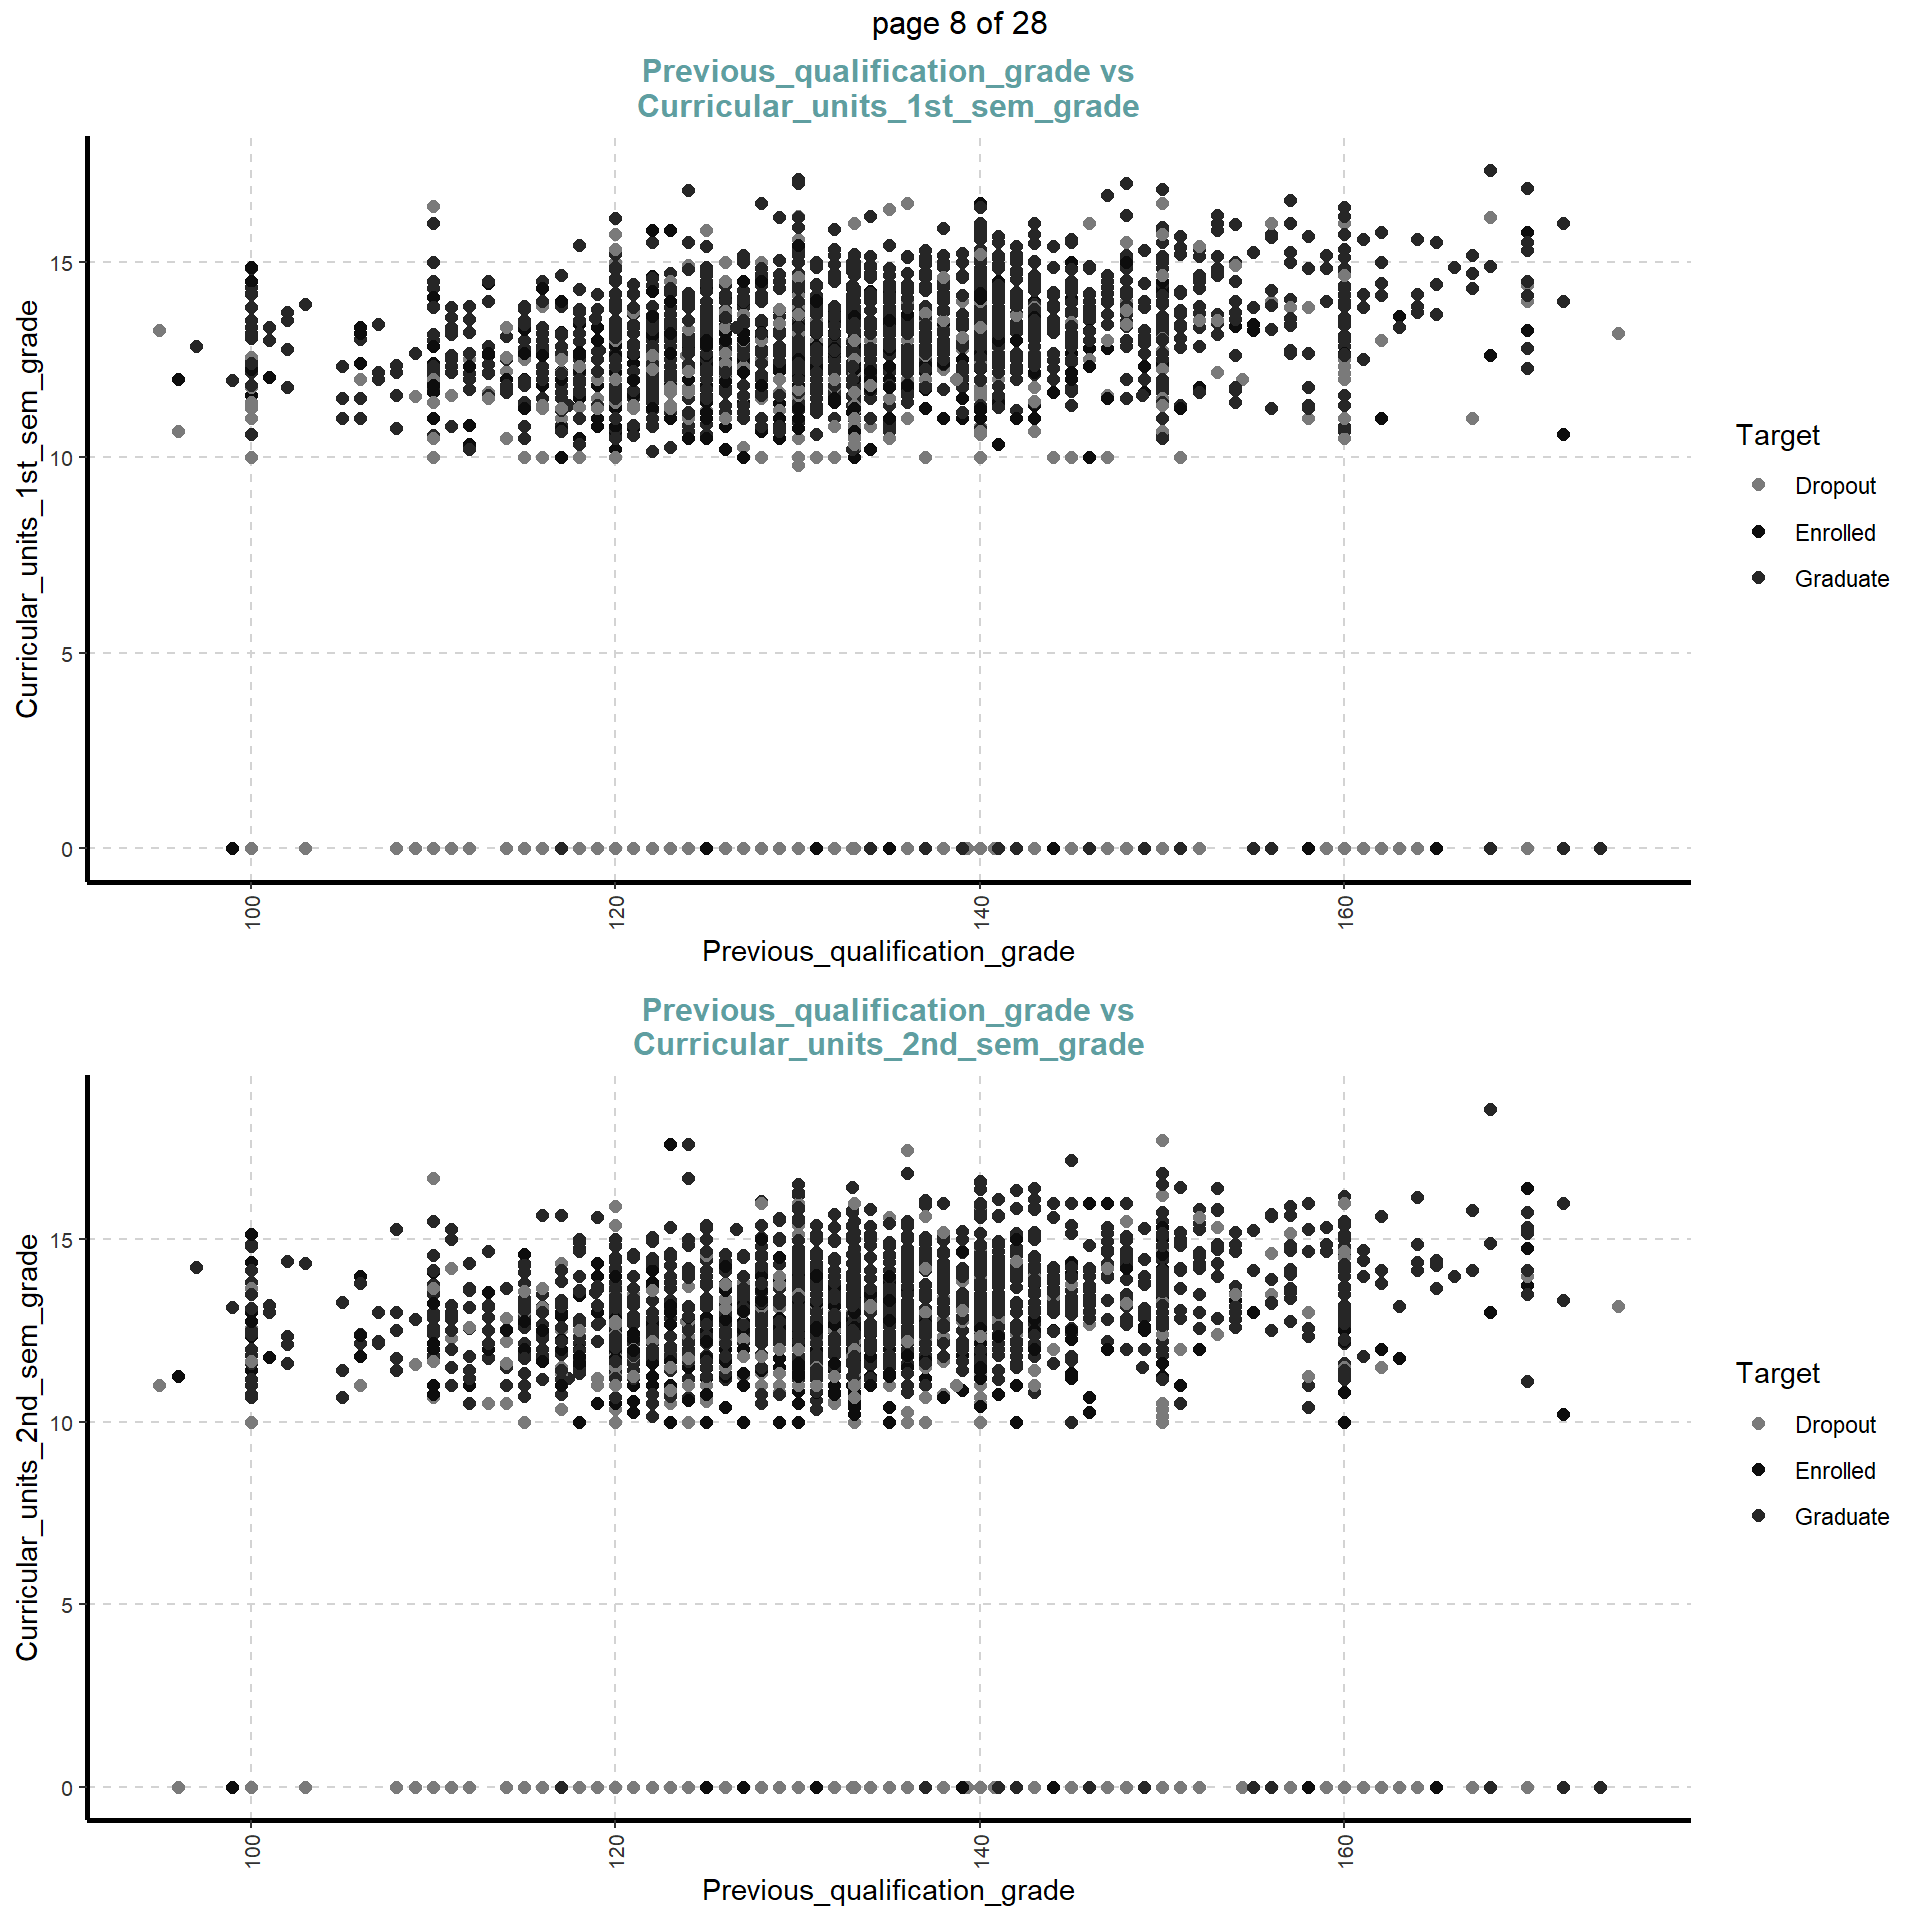 page 8 of 28
Previous_qualification_grade vs
Curricular_units_1st_sem_grade
Curricular_units_1st_sem_grade
15
10
5
0
100
120
140
160
Previous_qualification_grade
Target
Dropout
Enrolled
Graduate
Previous_qualification_grade vs
Curricular_units_2nd_sem_grade
Curricular_units_2nd_sem_grade
15
10
5
0
100
120
140
160
Previous_qualification_grade
Target
Dropout
Enrolled
Graduate